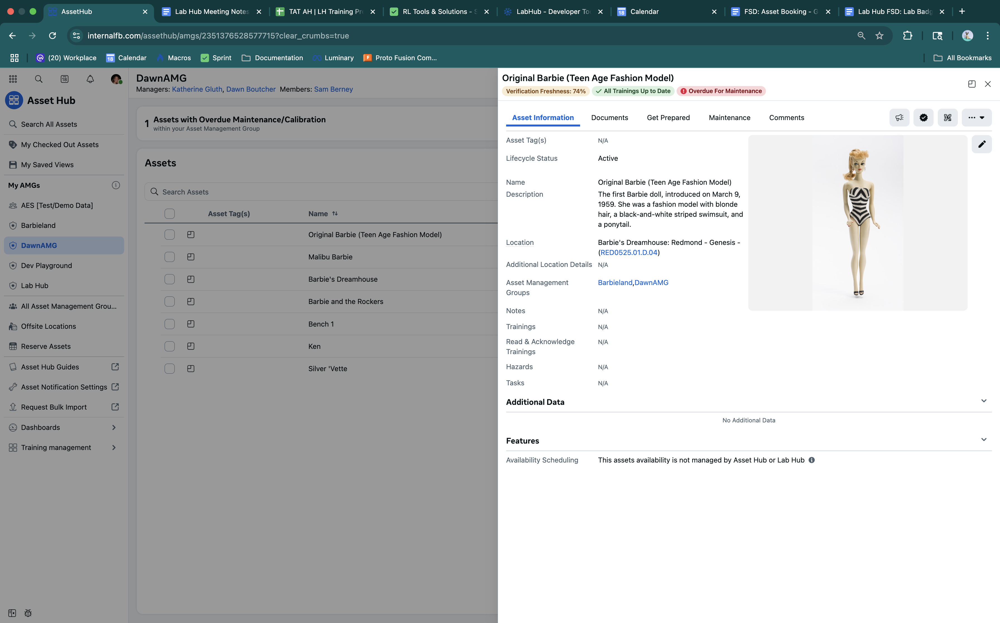 AssetHub
Lab Hub Meeting Notes
TAT AH | LH Training Pr
RL Tools & Solutions - S
LabHub - Developer To
18 Calendar
FSD: Asset Booking - G
Lab Hub FSD: Lab Badg
internalfb.com/assethub/amgs/2351376528577715?clear_crumbs=true
(20) Workplace
18 Calendar
Macros
Sprint
Documentation
Luminary
F Proto Fusion Com...
All Bookmarks
18
Asset Hub
Search All Assets
My Checked Out Assets
My Saved Views
My AMGs
AES [Test/Demo Data]
Barbieland
DawnAMG
Dev Playground
Lab Hub
All Asset Management Grou...
Offsite Locations
Reserve Assets
Asset Hub Guides
Asset Notification Settings
Request Bulk Import
Dashboards
Training management
DawnAMG
Managers: Katherine Gluth, Dawn Boutcher Members: Sam Berney
1 Assets with Overdue Maintenance/Calibration
within your Asset Management Group
Assets
Search Assets
Asset Tag(s) Name
Original Barbie (Teen Age Fashion Model)
Malibu Barbie
Barbie's Dreamhouse
Barbie and the Rockers
Bench 1
Ken
Silver 'Vette
Original Barbie (Teen Age Fashion Model)
Verification Freshness: 74% All Trainings Up to Date Overdue For Maintenance
Asset Information Documents Get Prepared Maintenance Comments
Asset Tag(s) N/A
Lifecycle Status Active
Name Original Barbie (Teen Age Fashion Model)
Description The first Barbie doll, introduced on March 9,
1959. She was a fashion model with blonde
hair, a black-and-white striped swimsuit, and
a ponytail.
Location Barbie's Dreamhouse: Redmond - Genesis -
(RED0525.01.D.04)
Additional Location Details N/A
Asset Management Barbieland,DawnAMG
Groups
Notes N/A
Trainings N/A
Read & Acknowledge N/A
Trainings
Hazards N/A
Tasks N/A
Additional Data
No Additional Data
Features
Availability Scheduling This assets availability is not managed by Asset Hub or Lab Hub